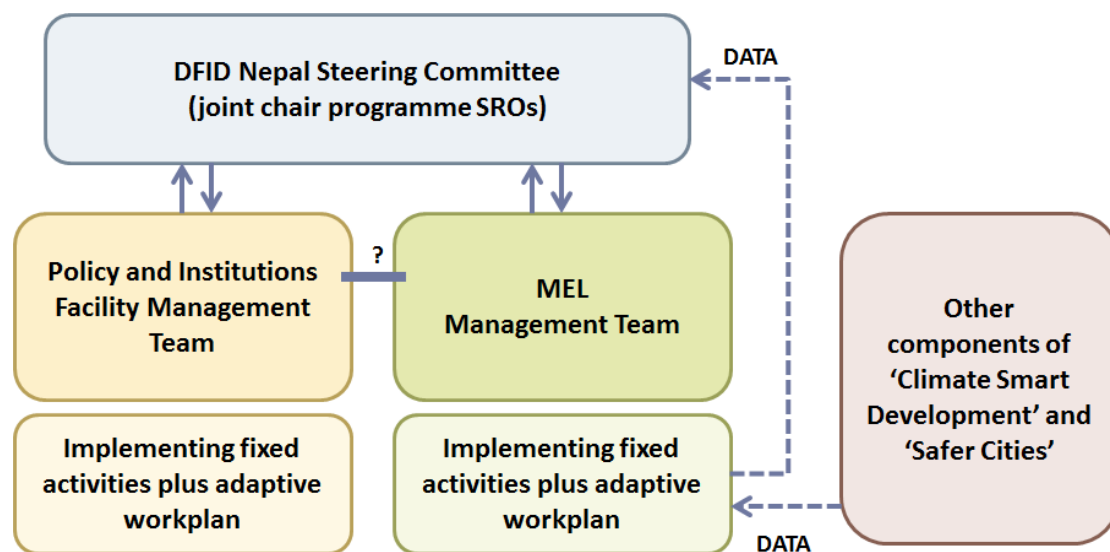 DFID Nepal Steering Committee
(joint chair programme SROs)
DATA
Policy and Institutions
Facility Management
Team
?
MEL
Management Team
Other
components of
‘Climate Smart
Development’ and
‘Safer Cities’
Implementing fixed
activities plus adaptive
workplan
Implementing fixed
activities plus adaptive
workplan
DATA